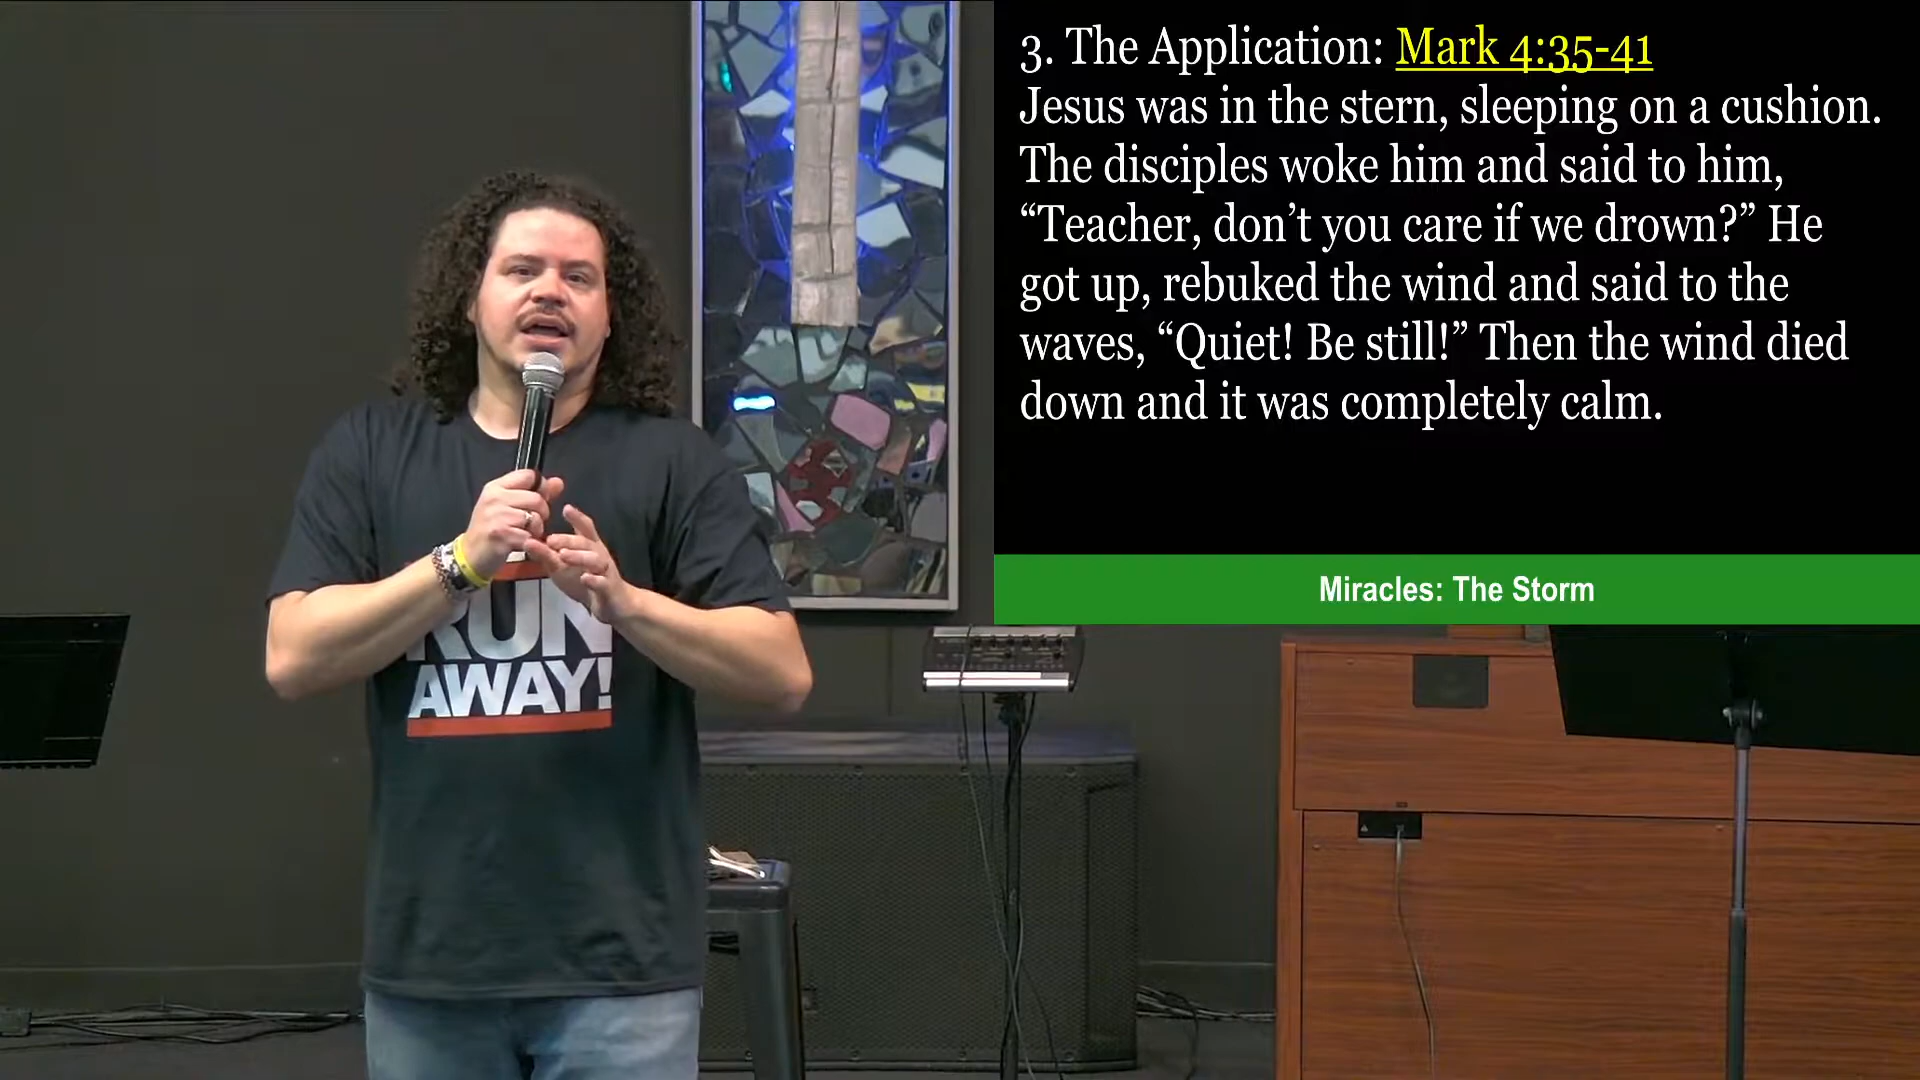 3. The Application: Mark 4:35-41
Jesus was in the stern, sleeping on a cushion.
The disciples woke him and said to him,
“Teacher, don’t you care if we drown?” He
got up, rebuked the wind and said to the
waves, “Quiet! Be still!” Then the wind died
down and it was completely calm.
Miracles: The Storm
RUN
AWAY!